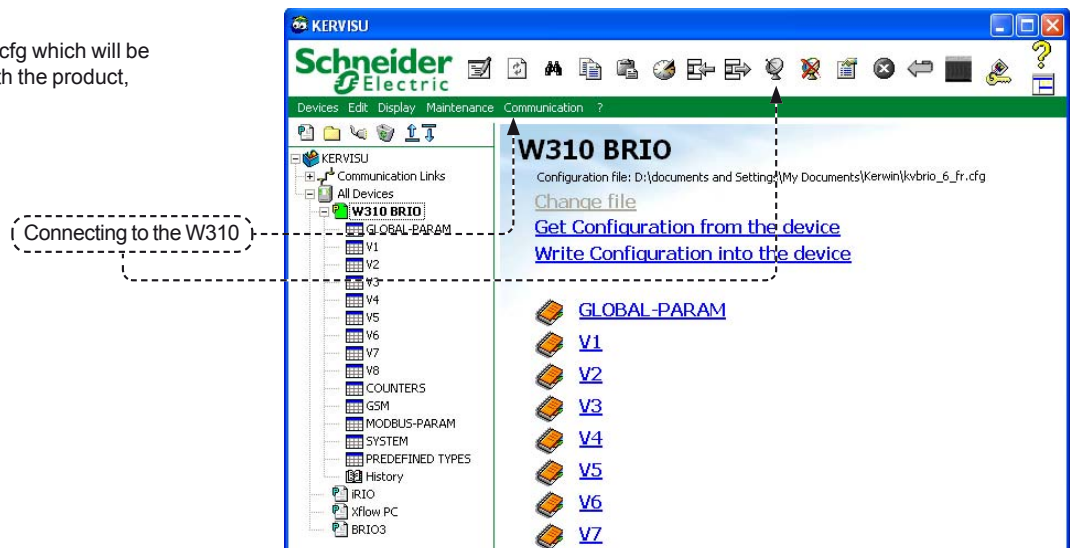 cfg which will be
th the product,
Connecting to the W310
KERVISU
Schneider
Electric
Devices Edit Display Maintenance Communication ?
KERVISU
Communication Links
All Devices
W310 BRIO
GLOBAL-PARAM
V1
V2
V3
V4
V5
V6
V7
V8
COUNTERS
GSM
MODBUS-PARAM
SYSTEM
PREDEFINED TYPES
History
iRIO
Xflow PC
BRIO3
W310 BRIO
Configuration file: D:\documents and Settings\My Documents\Kerwin\kvbrio_6_fr.cfg
Change file
Get Configuration from the device
Write Configuration into the device
GLOBAL-PARAM
V1
V2
V3
V4
V5
V6
V7